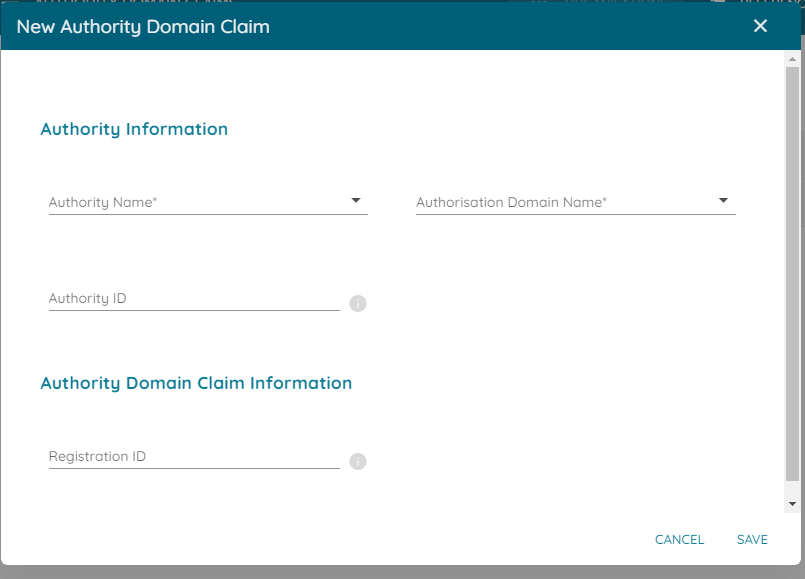 New Authority Domain Claim
Authority Information
Authority Name*
Authorisation Domain Name*
Authority ID
Authority Domain Claim Information
Registration ID
CANCEL SAVE